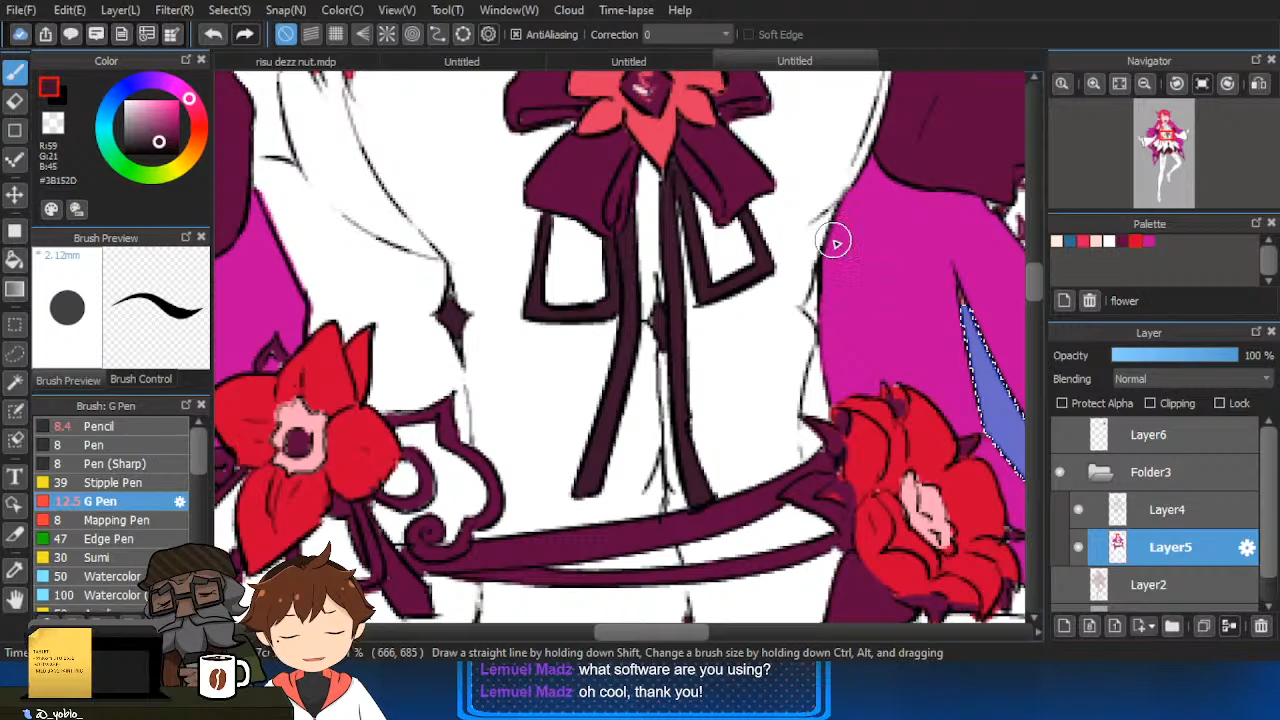 File(F) Edit(E) Layer(L) Filter(R) Select(S) Snap(N) Color(C) View(V) Tool(T) Window(W) Cloud Time-lapse Help
AntiAliasing Correction 0 Soft Edge
Color
risu dezz nut.mdp Untitled Untitled Untitled
Navigator
R:59
G:21
B:45
#3B152D
Brush Preview
* 2.12mm
Palette
flower
Layer
Opacity 100 %
Blending Normal
Protect Alpha Clipping Lock
Brush Preview Brush Control
Brush: G Pen
8.4 Pencil
8 Pen
8 Pen (Sharp)
39 Stipple Pen
12.5 G Pen
8 Mapping Pen
47 Edge Pen
30 Sumi
50 Watercolor
100 Watercolor
Layer6
Folder3
Layer4
Layer5
Layer2
% ( 666, 685 ) Draw a straight line by holding down Shift, Change a brush size by holding down Ctrl, Alt, and dragging
Lemuel Madz what software are you using?
Lemuel Madz oh cool, thank you!